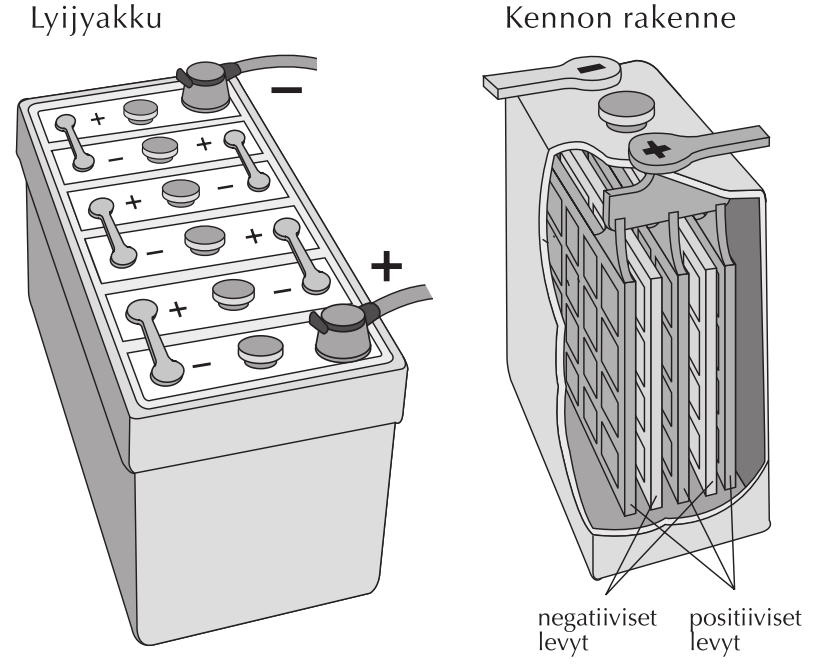 Lyijyakku
Kennon rakenne
−
+
−
+
+
−
+
+
−
−
+
+
−
−
+
−
negatiiviset
levyt
positiiviset
levyt